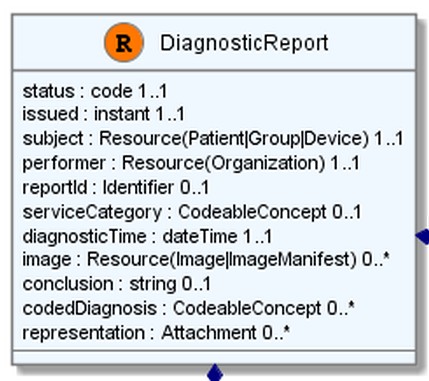 R DiagnosticReport
status : code 1..1
issued : instant 1..1
subject : Resource(Patient|Group|Device) 1..1
performer : Resource(Organization) 1..1
reportId : Identifier 0..1
serviceCategory : CodeableConcept 0..1
diagnosticTime : dateTime 1..1
image : Resource(Image|ImageManifest) 0..*
conclusion : string 0..1
codedDiagnosis : CodeableConcept 0..*
representation : Attachment 0..*